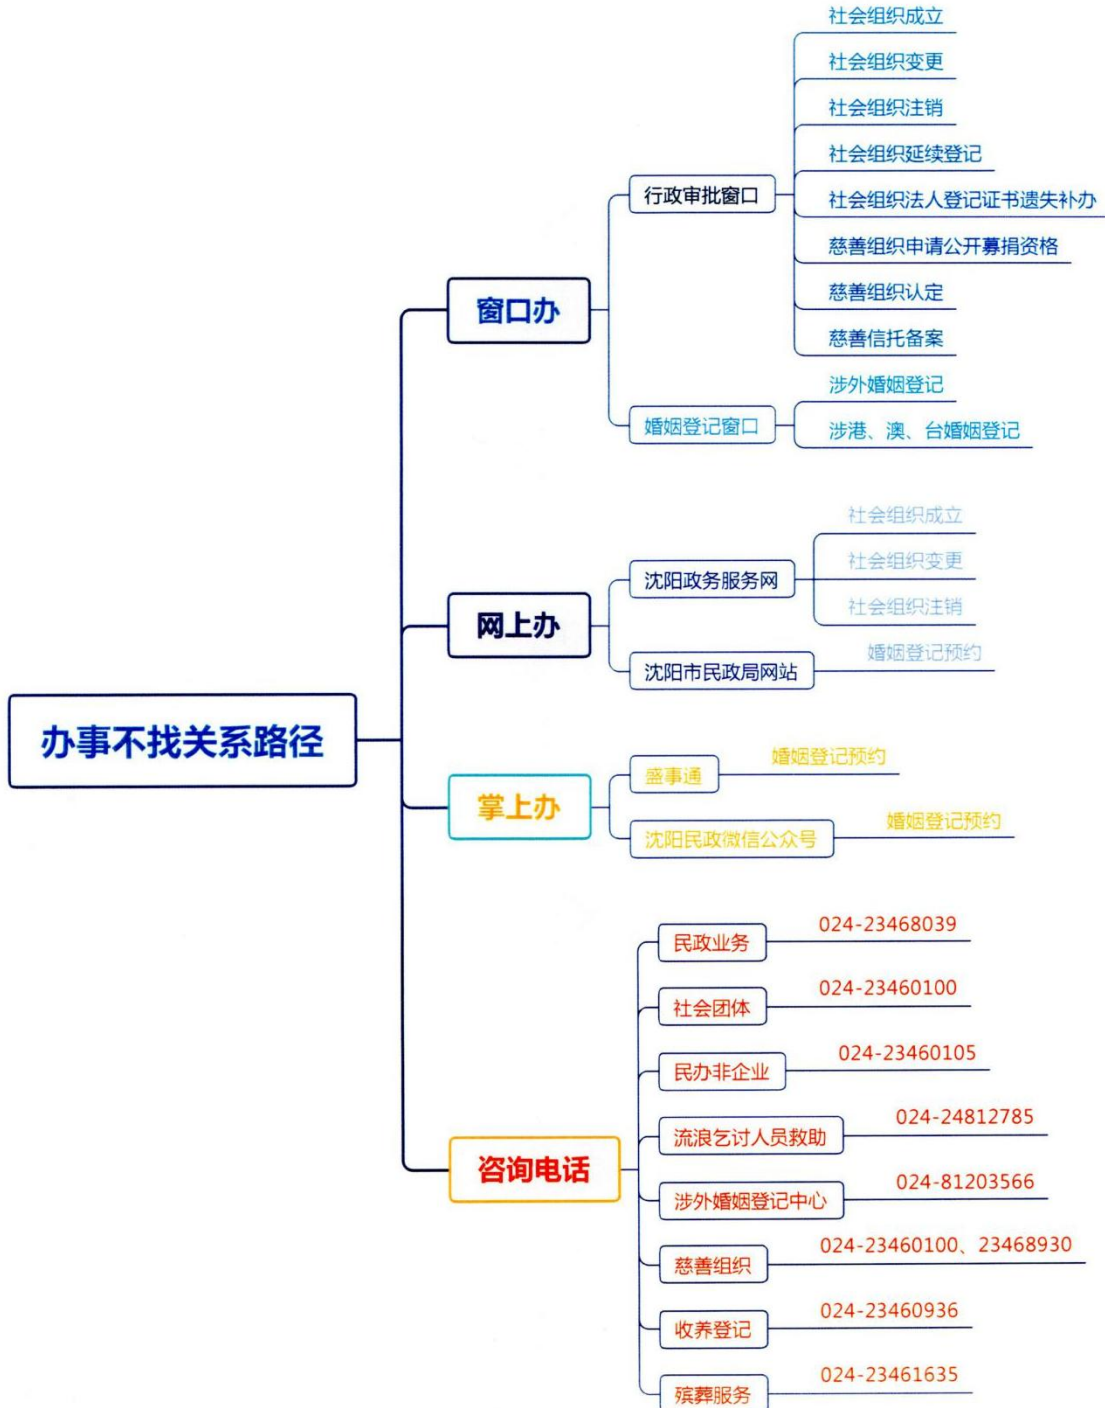 办事不找关系路径
窗口办
行政审批窗口
社会组织成立
社会组织变更
社会组织注销
社会组织延续登记
社会组织法人登记证书遗失补办
慈善组织申请公开募捐资格
慈善组织认定
慈善信托备案
婚姻登记窗口
涉外婚姻登记
涉港、澳、台婚姻登记
网上办
沈阳政务服务网
社会组织成立
社会组织变更
社会组织注销
沈阳市民政局网站
婚姻登记预约
掌上办
盛事通
婚姻登记预约
沈阳民政微信公众号
婚姻登记预约
咨询电话
民政业务
024-23468039
社会团体
024-23460100
民办非企业
024-23460105
流浪乞讨人员救助
024-24812785
涉外婚姻登记中心
024-81203566
慈善组织
024-23460100、23468930
收养登记
024-23460936
殡葬服务
024-23461635